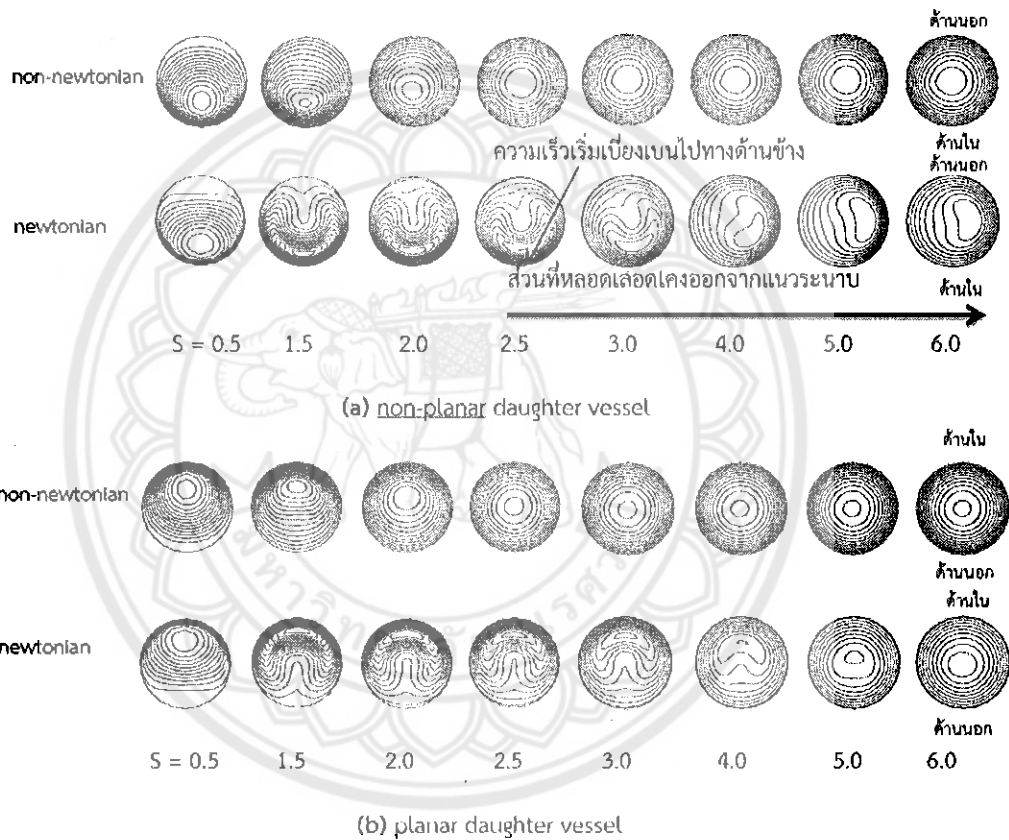 ด้านนอก
non-newtonian
ด้านใน
ความเร็วเริ่มเบี่ยงเบนไปทางด้านข้าง
ด้านนอก
newtonian
ส่วนที่หลอดเลือดโค้งออกจากแนวระนาบ
ด้านใน
S = 0.5 1.5 2.0 2.5 3.0 4.0 5.0 6.0
(a) non-planar daughter vessel
ด้านใน
non-newtonian
ด้านนอก
ด้านใน
newtonian
ด้านนอก
S = 0.5 1.5 2.0 2.5 3.0 4.0 5.0 6.0
(b) planar daughter vessel